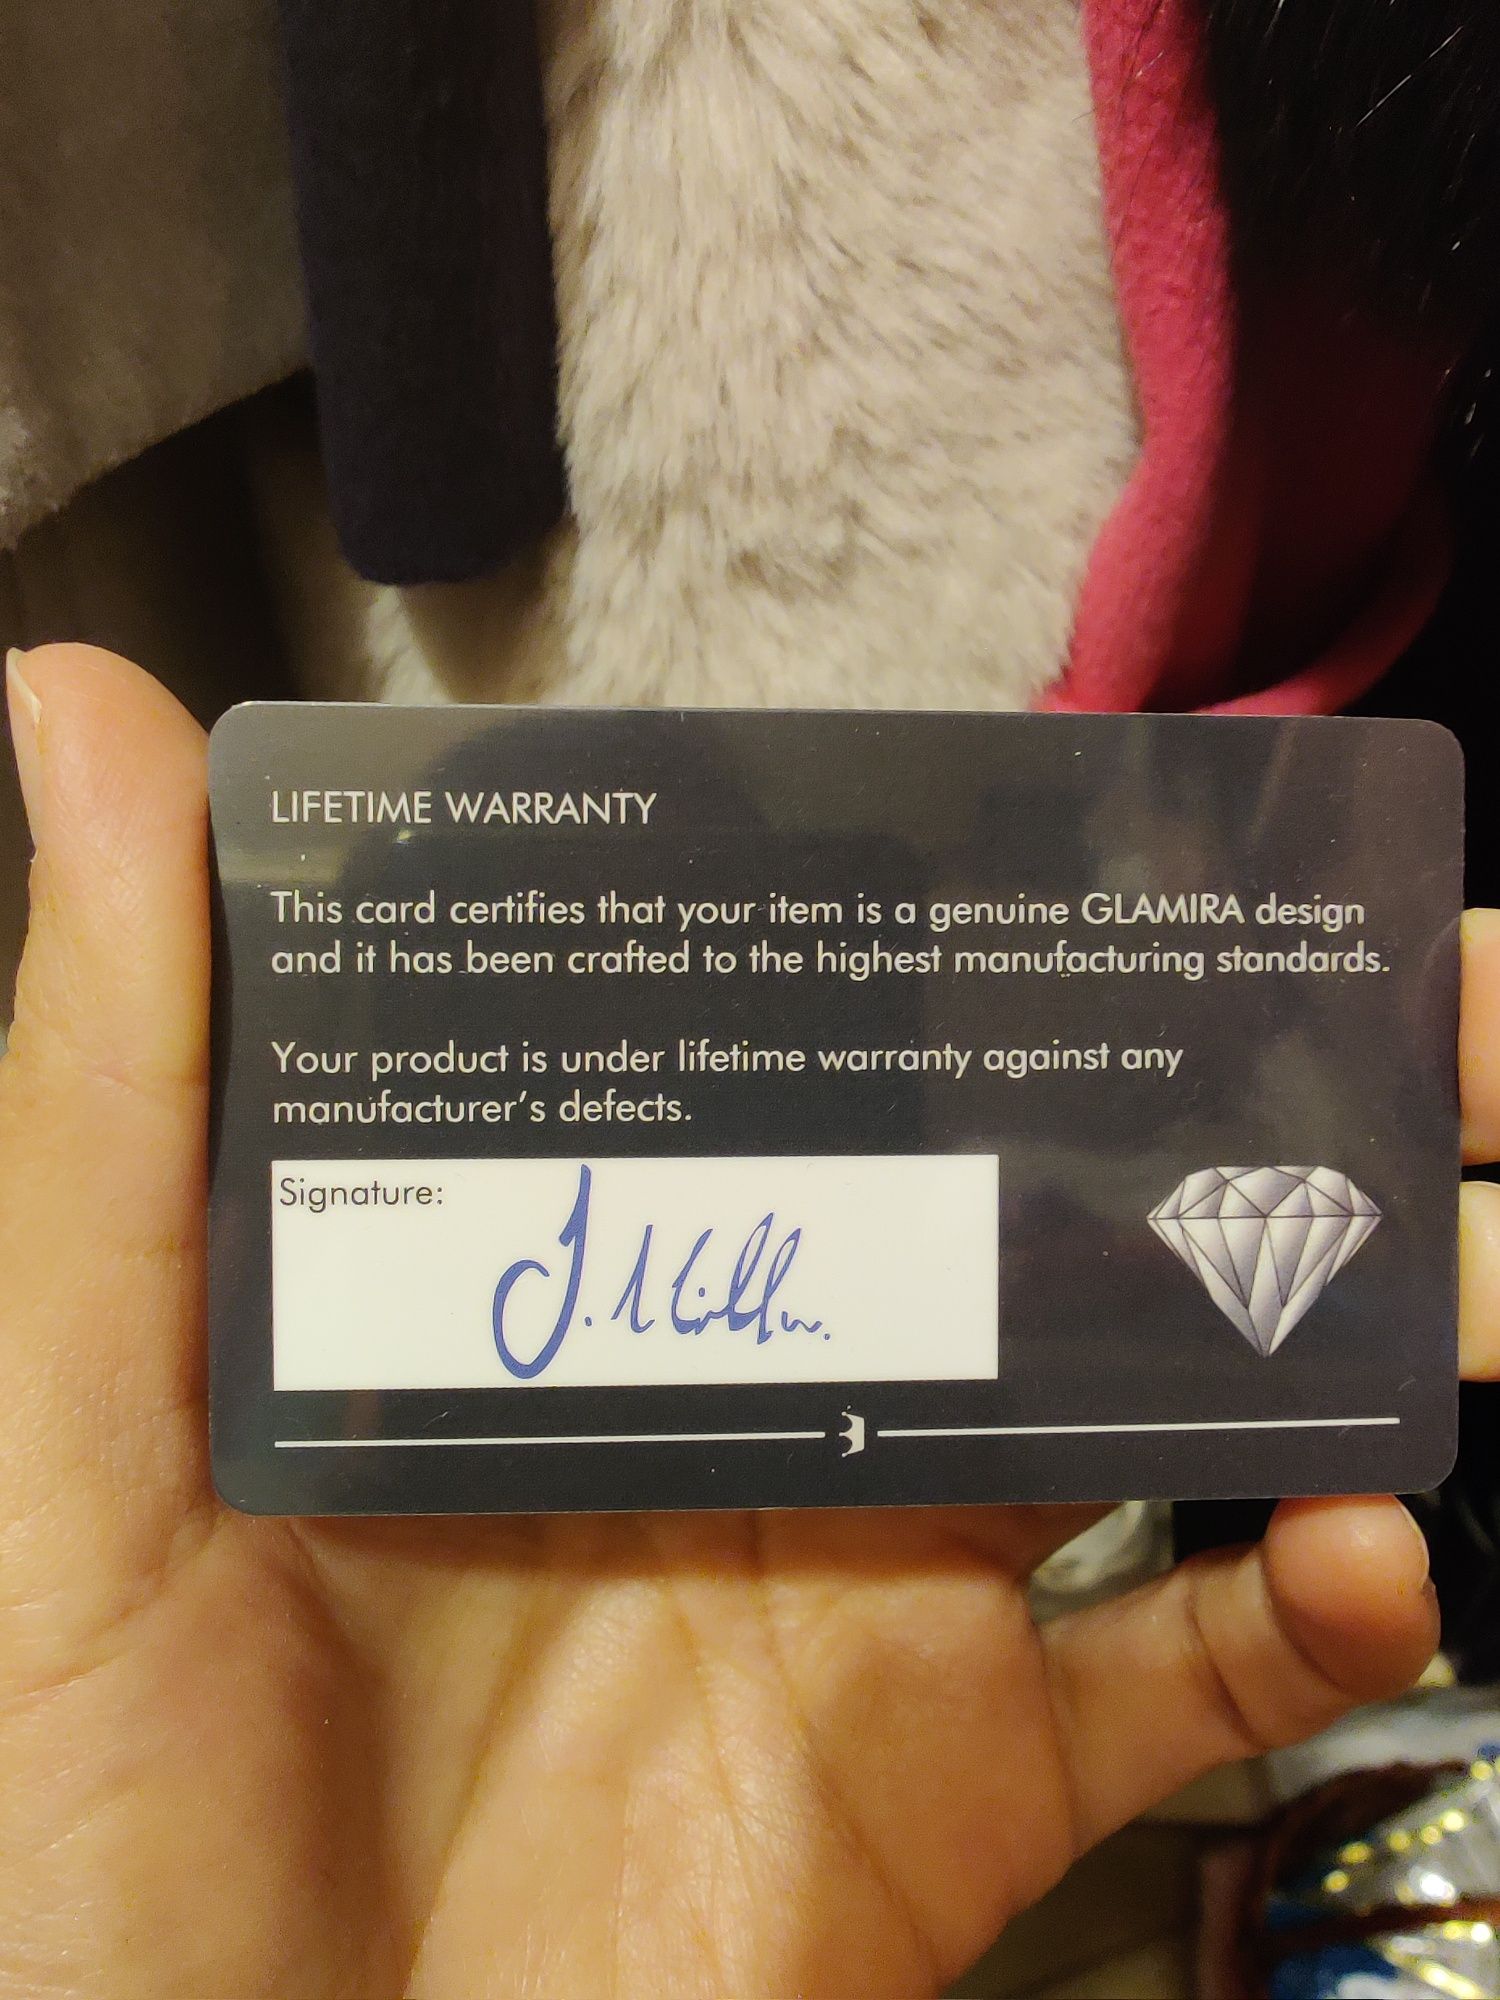 LIFETIME WARRANTY
This card certifies that your item is a genuine GLAMIRA design
and it has been crafted to the highest manufacturing standards.
Your product is under lifetime warranty against any
manufacturer's defects.
Signature: